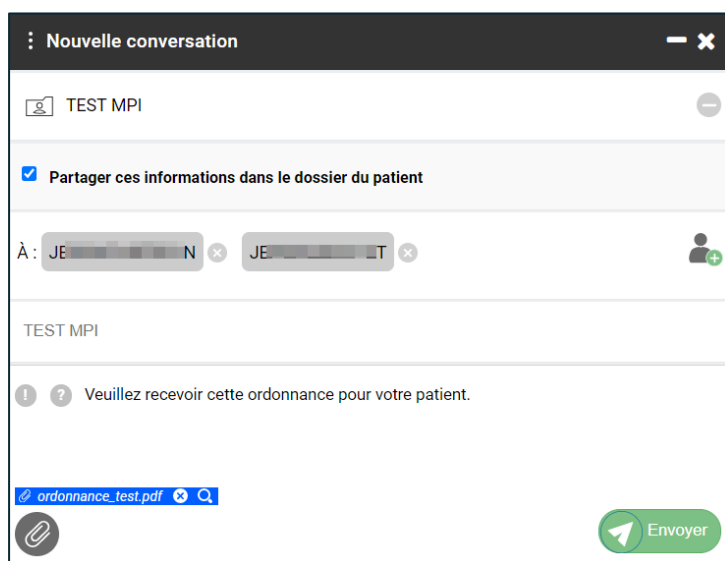 Nouvelle conversation
TEST MPI
Partager ces informations dans le dossier du patient
À :
TEST MPI
! ? Veuillez recevoir cette ordonnance pour votre patient.
ordonnance_test.pdf
Envoyer